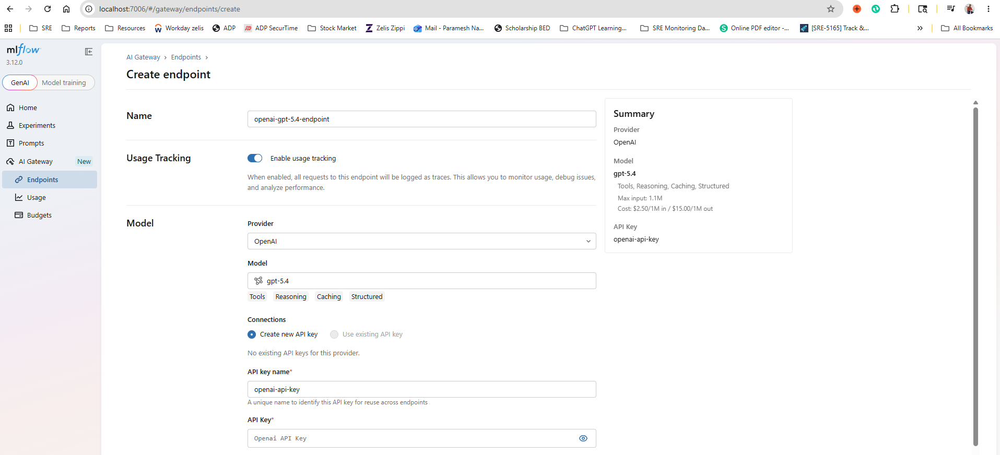 localhost:7006/#/gateway/endpoints/create
SRE Reports Resources Workday zelis ADP ADP SecurTime Stock Market Zelis Zippi Mail - Paramesh Na... Scholarship BED ChatGPT Learning... SRE Monitoring Da... Online PDF editor -... [SRE-5165] Track &... » All Bookmarks
mlflow
3.12.0
GenAI Model training
Home
Experiments
Prompts
AI Gateway New
Endpoints
Usage
Budgets
AI Gateway > Endpoints >
Create endpoint
Name
openai-gpt-5.4-endpoint
Usage Tracking
Enable usage tracking
When enabled, all requests to this endpoint will be logged as traces. This allows you to monitor usage, debug issues,
and analyze performance.
Model
Provider
OpenAI
Model
gpt-5.4
Tools Reasoning Caching Structured
Connections
Create new API key Use existing API key
No existing API keys for this provider.
API key name*
openai-api-key
A unique name to identify this API key for reuse across endpoints
API Key*
Openai API Key
Summary
Provider
OpenAI
Model
gpt-5.4
Tools, Reasoning, Caching, Structured
Max input: 1.1M
Cost: $2.50/1M in / $15.00/1M out
API Key
openai-api-key